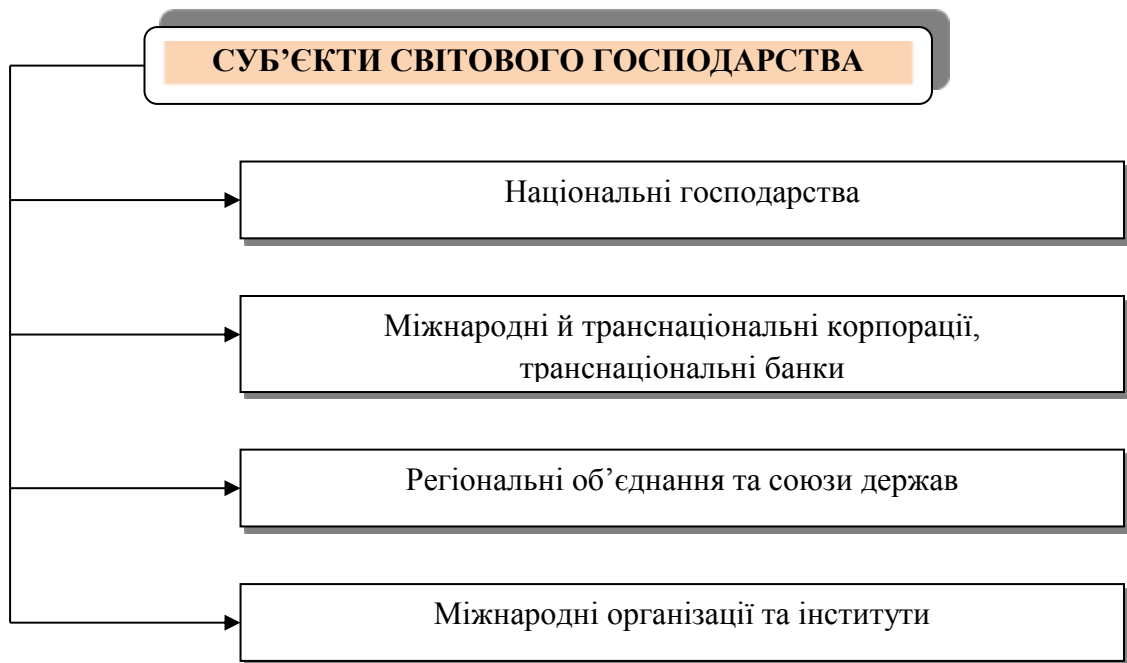 СУБ’ЄКТИ СВІТОВОГО ГОСПОДАРСТВА
Національні господарства
Міжнародні й транснаціональні корпорації,
транснаціональні банки
Регіональні об’єднання та союзи держав
Міжнародні організації та інститути